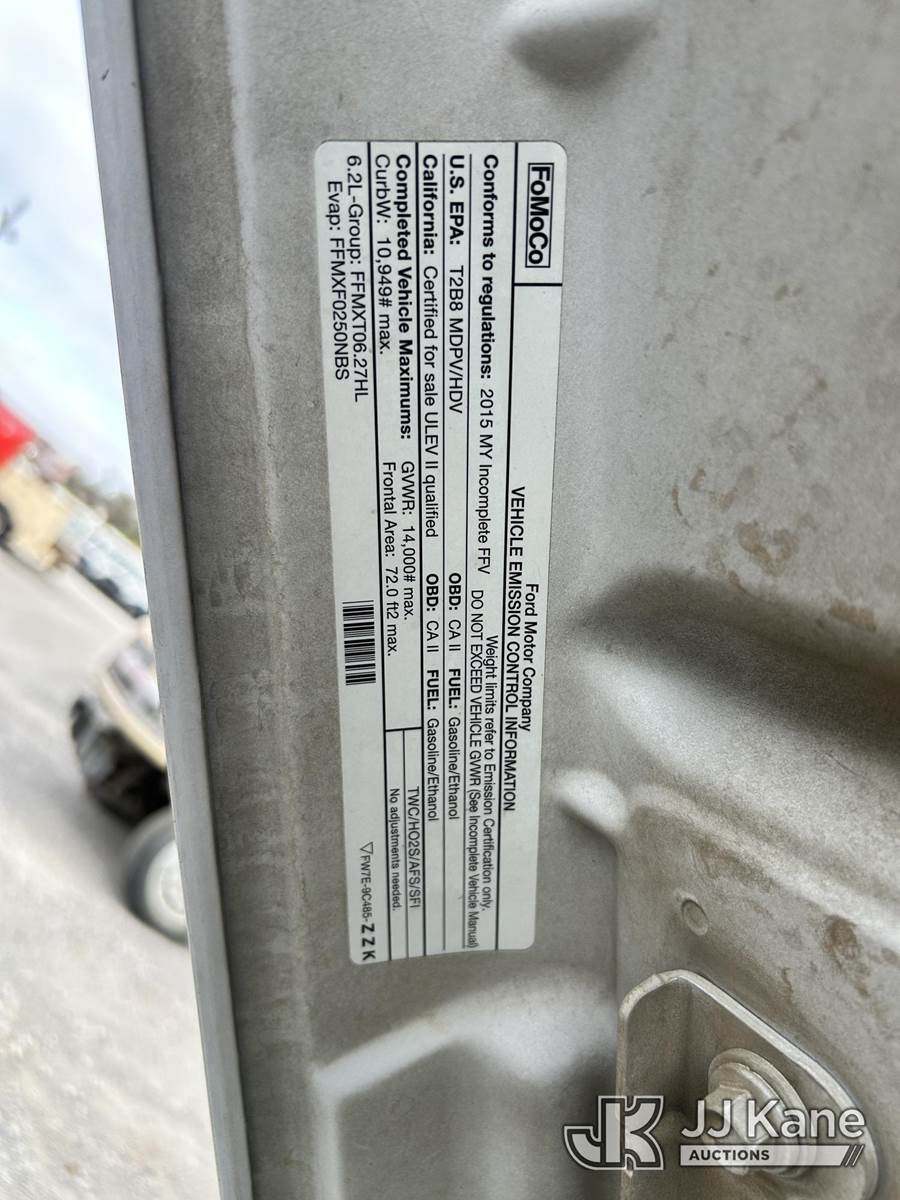 FoMoCo
Ford Motor Company
VEHICLE EMISSION CONTROL INFORMATION
Conforms to regulations: 2015 MY Incomplete FFV
Weight limits refer to Emission Certification only,
DO NOT EXCEED VEHICLE GVWR (See Incomplete Vehicle Manual)
U.S. EPA: T2B8 MDPV/HDV OBD: CA II FUEL: Gasoline/Ethanol
California: Certified for sale ULEV II qualified OBD: CA II FUEL: Gasoline/Ethanol
Completed Vehicle Maximums: GVWR: 14,000# max.
CurbW: 10,949# max. Frontal Area: 72.0 ft2 max.
TWC/HO2S/AFS/SFI
No adjustments needed.
6.2L-Group: FFMXT06.27HL
Evap: FFMXF0250NBS
FW7E-9C485-ZZK
JK JJ Kane
AUCTIONS